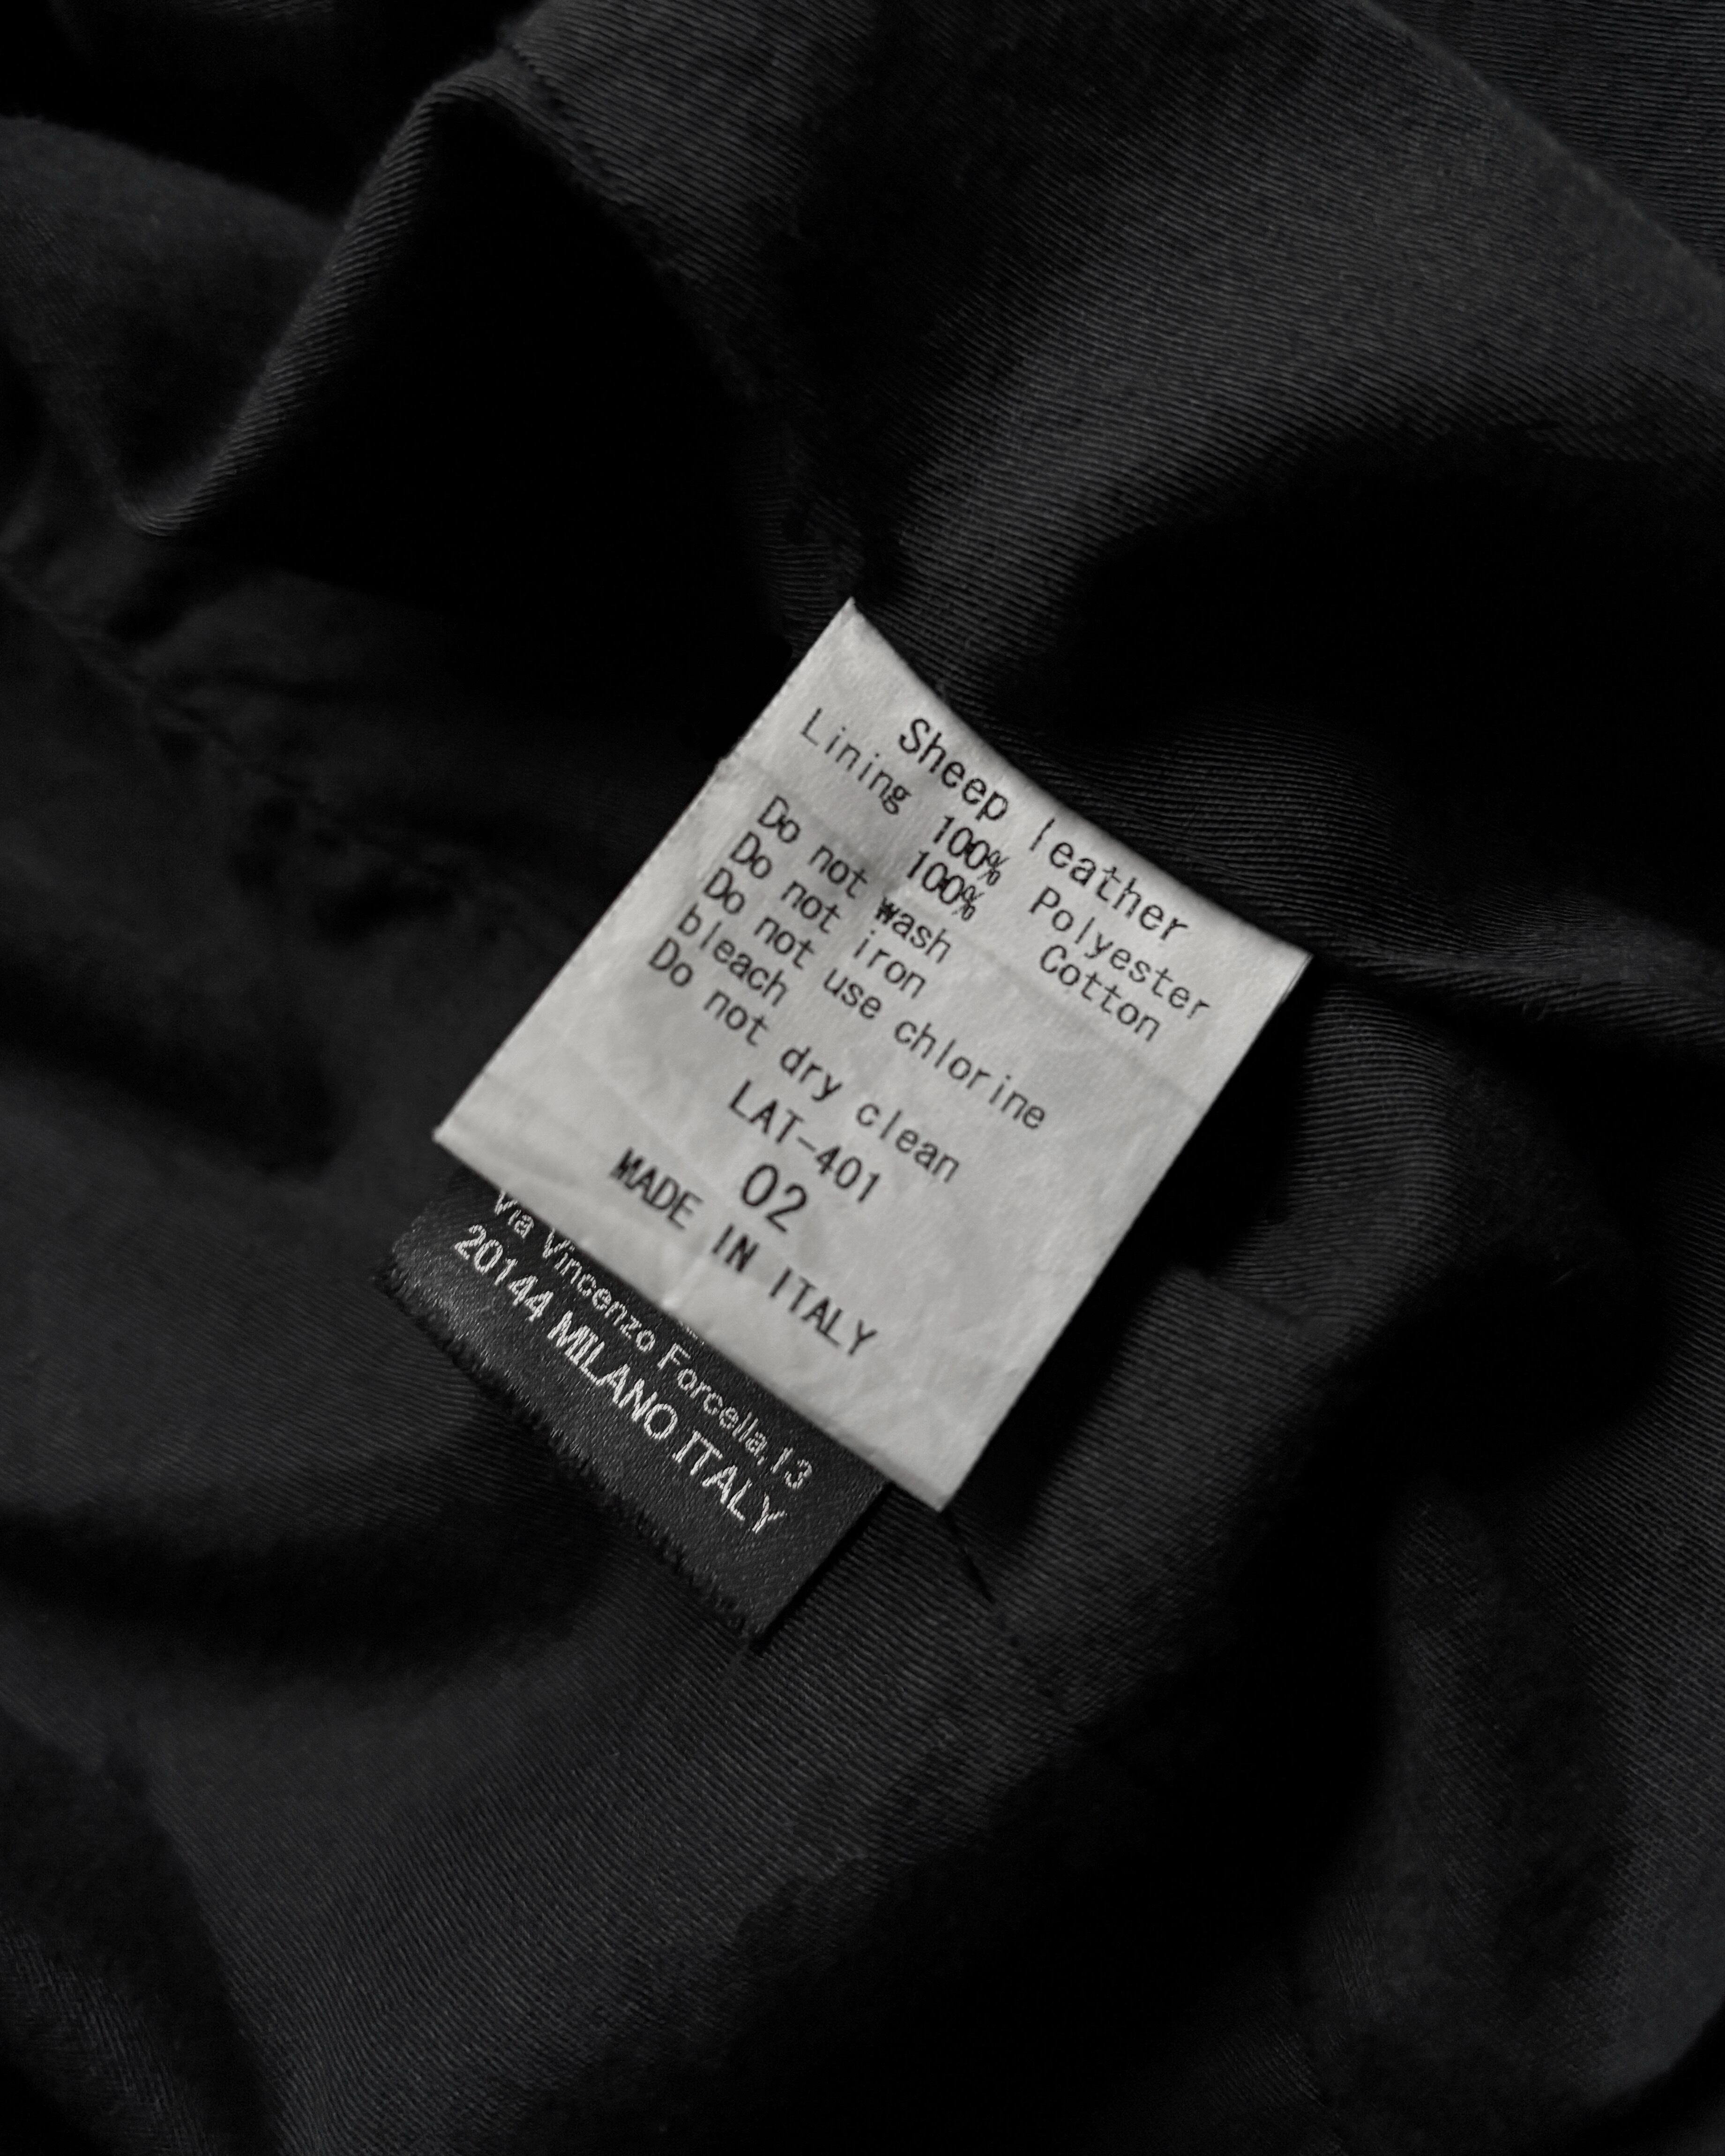 Sheep leather
Lining 100% Polyester
100% Cotton
Do not wash
Do not iron
Do not use chlorine
bleach
Do not dry clean
LAT-401
02
MADE IN ITALY
Via Vincenzo Forcella,13
20144 MILANO ITALY